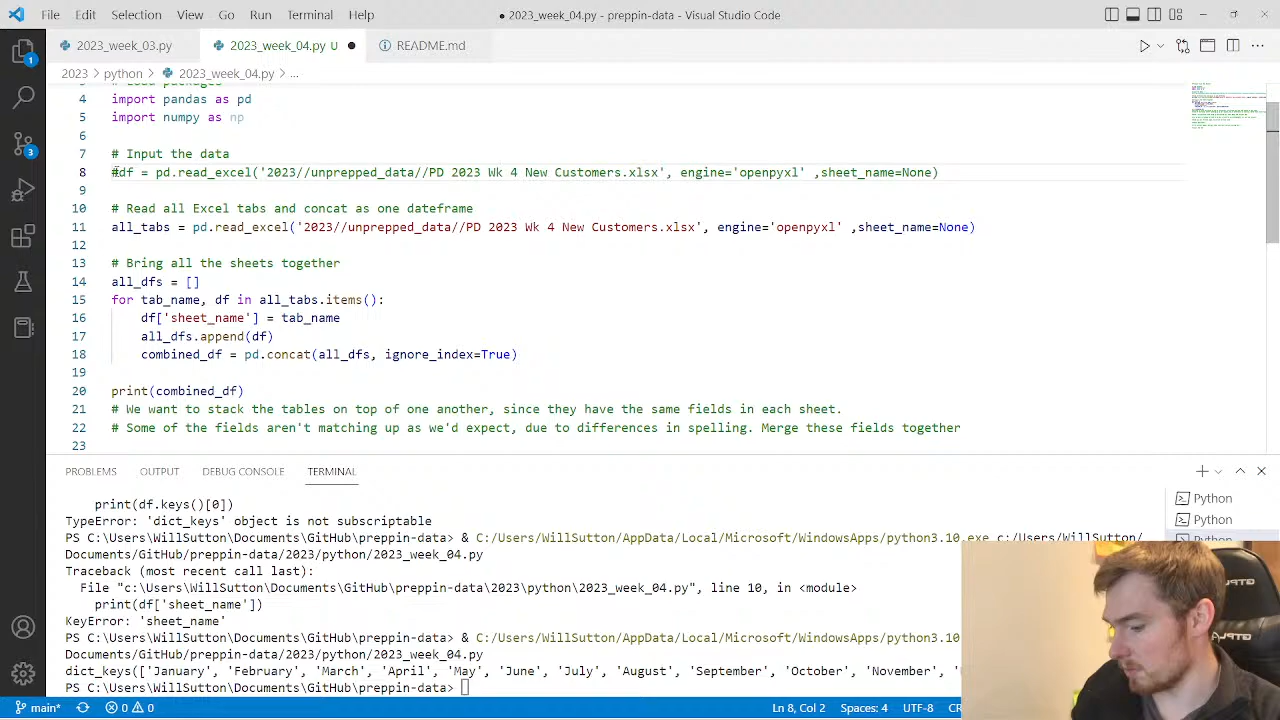 File Edit Selection View Go Run Terminal Help
● 2023_week_04.py - preppin-data - Visual Studio Code
2023_week_03.py
2023_week_04.py U ●
README.md
2023 > python > 2023_week_04.py > ...
3 # Load packages
4 import pandas as pd
5 import numpy as np
6
7 # Input the data
8 #df = pd.read_excel('2023//unprepped_data//PD 2023 Wk 4 New Customers.xlsx', engine='openpyxl' ,sheet_name=None)
9
10 # Read all Excel tabs and concat as one dateframe
11 all_tabs = pd.read_excel('2023//unprepped_data//PD 2023 Wk 4 New Customers.xlsx', engine='openpyxl' ,sheet_name=None)
12
13 # Bring all the sheets together
14 all_dfs = []
15 for tab_name, df in all_tabs.items():
16 df['sheet_name'] = tab_name
17 all_dfs.append(df)
18 combined_df = pd.concat(all_dfs, ignore_index=True)
19
20 print(combined_df)
21 # We want to stack the tables on top of one another, since they have the same fields in each sheet.
22 # Some of the fields aren't matching up as we'd expect, due to differences in spelling. Merge these fields together
23
PROBLEMS OUTPUT DEBUG CONSOLE TERMINAL
print(df.keys()[0])
TypeError: 'dict_keys' object is not subscriptable
PS C:\Users\WillSutton\Documents\GitHub\preppin-data> & C:/Users/WillSutton/AppData/Local/Microsoft/WindowsApps/python3.10.exe c:/Users/WillSutton/
Documents/GitHub/preppin-data/2023/python/2023_week_04.py
Traceback (most recent call last):
File "c:\Users\WillSutton\Documents\GitHub\preppin-data\2023\python\2023_week_04.py", line 10, in <module>
print(df['sheet_name'])
KeyError: 'sheet_name'
PS C:\Users\WillSutton\Documents\GitHub\preppin-data> & C:/Users/WillSutton/AppData/Local/Microsoft/WindowsApps/python3.10
Documents/GitHub/preppin-data/2023/python/2023_week_04.py
dict_keys(['January', 'February', 'March', 'April', 'May', 'June', 'July', 'August', 'September', 'October', 'November',
PS C:\Users\WillSutton\Documents\GitHub\preppin-data>
Python
Python
Python
1
3
main* 0 0
Ln 8, Col 2 Spaces: 4 UTF-8 CR